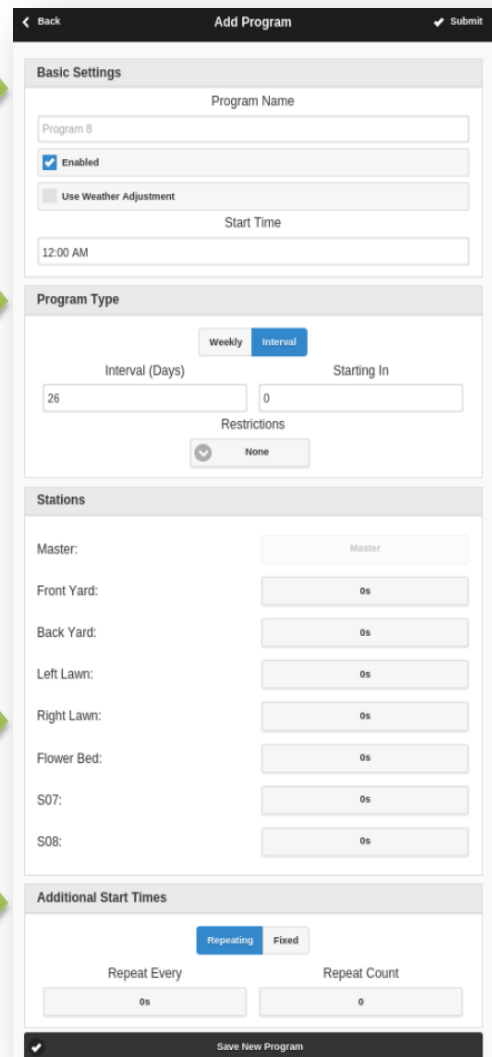 Back Add Program Submit
Basic Settings
Program Name
Program 8
Enabled
Use Weather Adjustment
Start Time
12:00 AM
Program Type
Weekly Interval
Interval (Days) Starting In
26 0
Restrictions
None
Stations
Master: Master
Front Yard: 0s
Back Yard: 0s
Left Lawn: 0s
Right Lawn: 0s
Flower Bed: 0s
S07: 0s
S08: 0s
Additional Start Times
Repeating Fixed
Repeat Every Repeat Count
0s 0
Save New Program